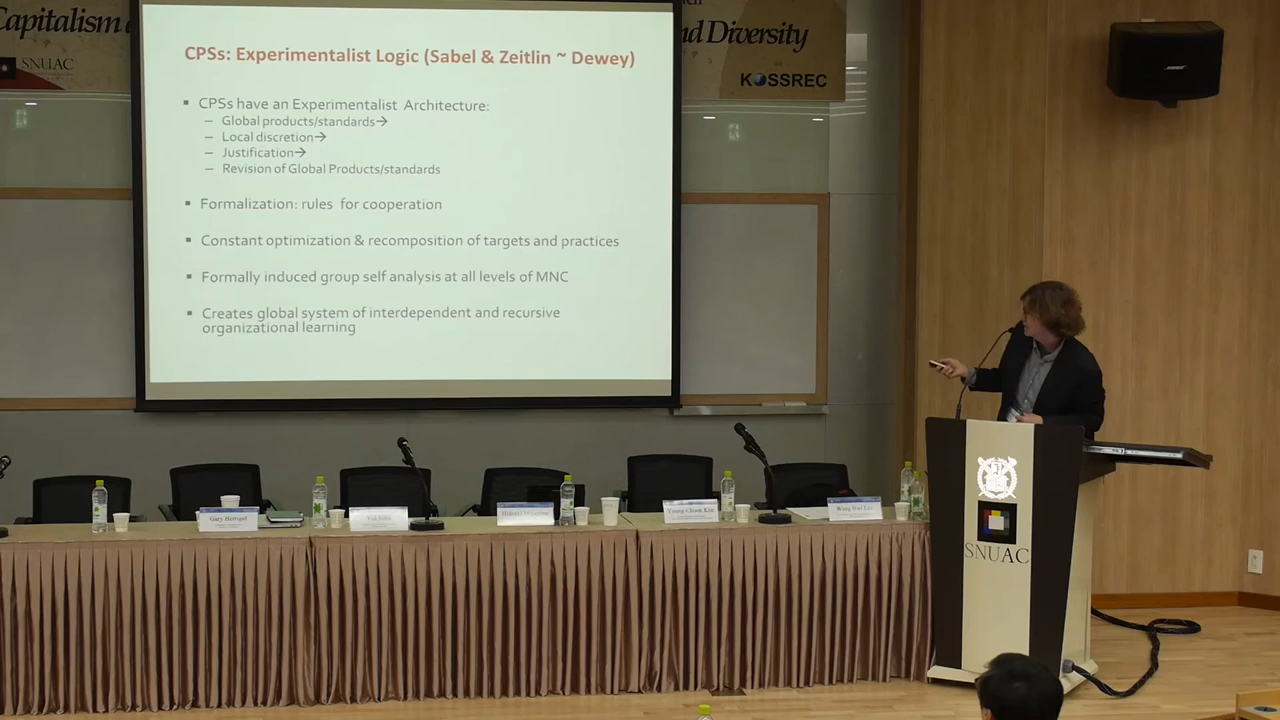 Capitalism
nd Diversity
SNUAC
KOSSREC
CPSs: Experimentalist Logic (Sabel & Zeitlin ~ Dewey)
▪ CPSs have an Experimentalist Architecture:
– Global products/standards→
– Local discretion→
– Justification→
– Revision of Global Products/standards
▪ Formalization: rules for cooperation
▪ Constant optimization & recomposition of targets and practices
▪ Formally induced group self analysis at all levels of MNC
▪ Creates global system of interdependent and recursive
organizational learning
BOSE
Gary Herrigel
SNUAC